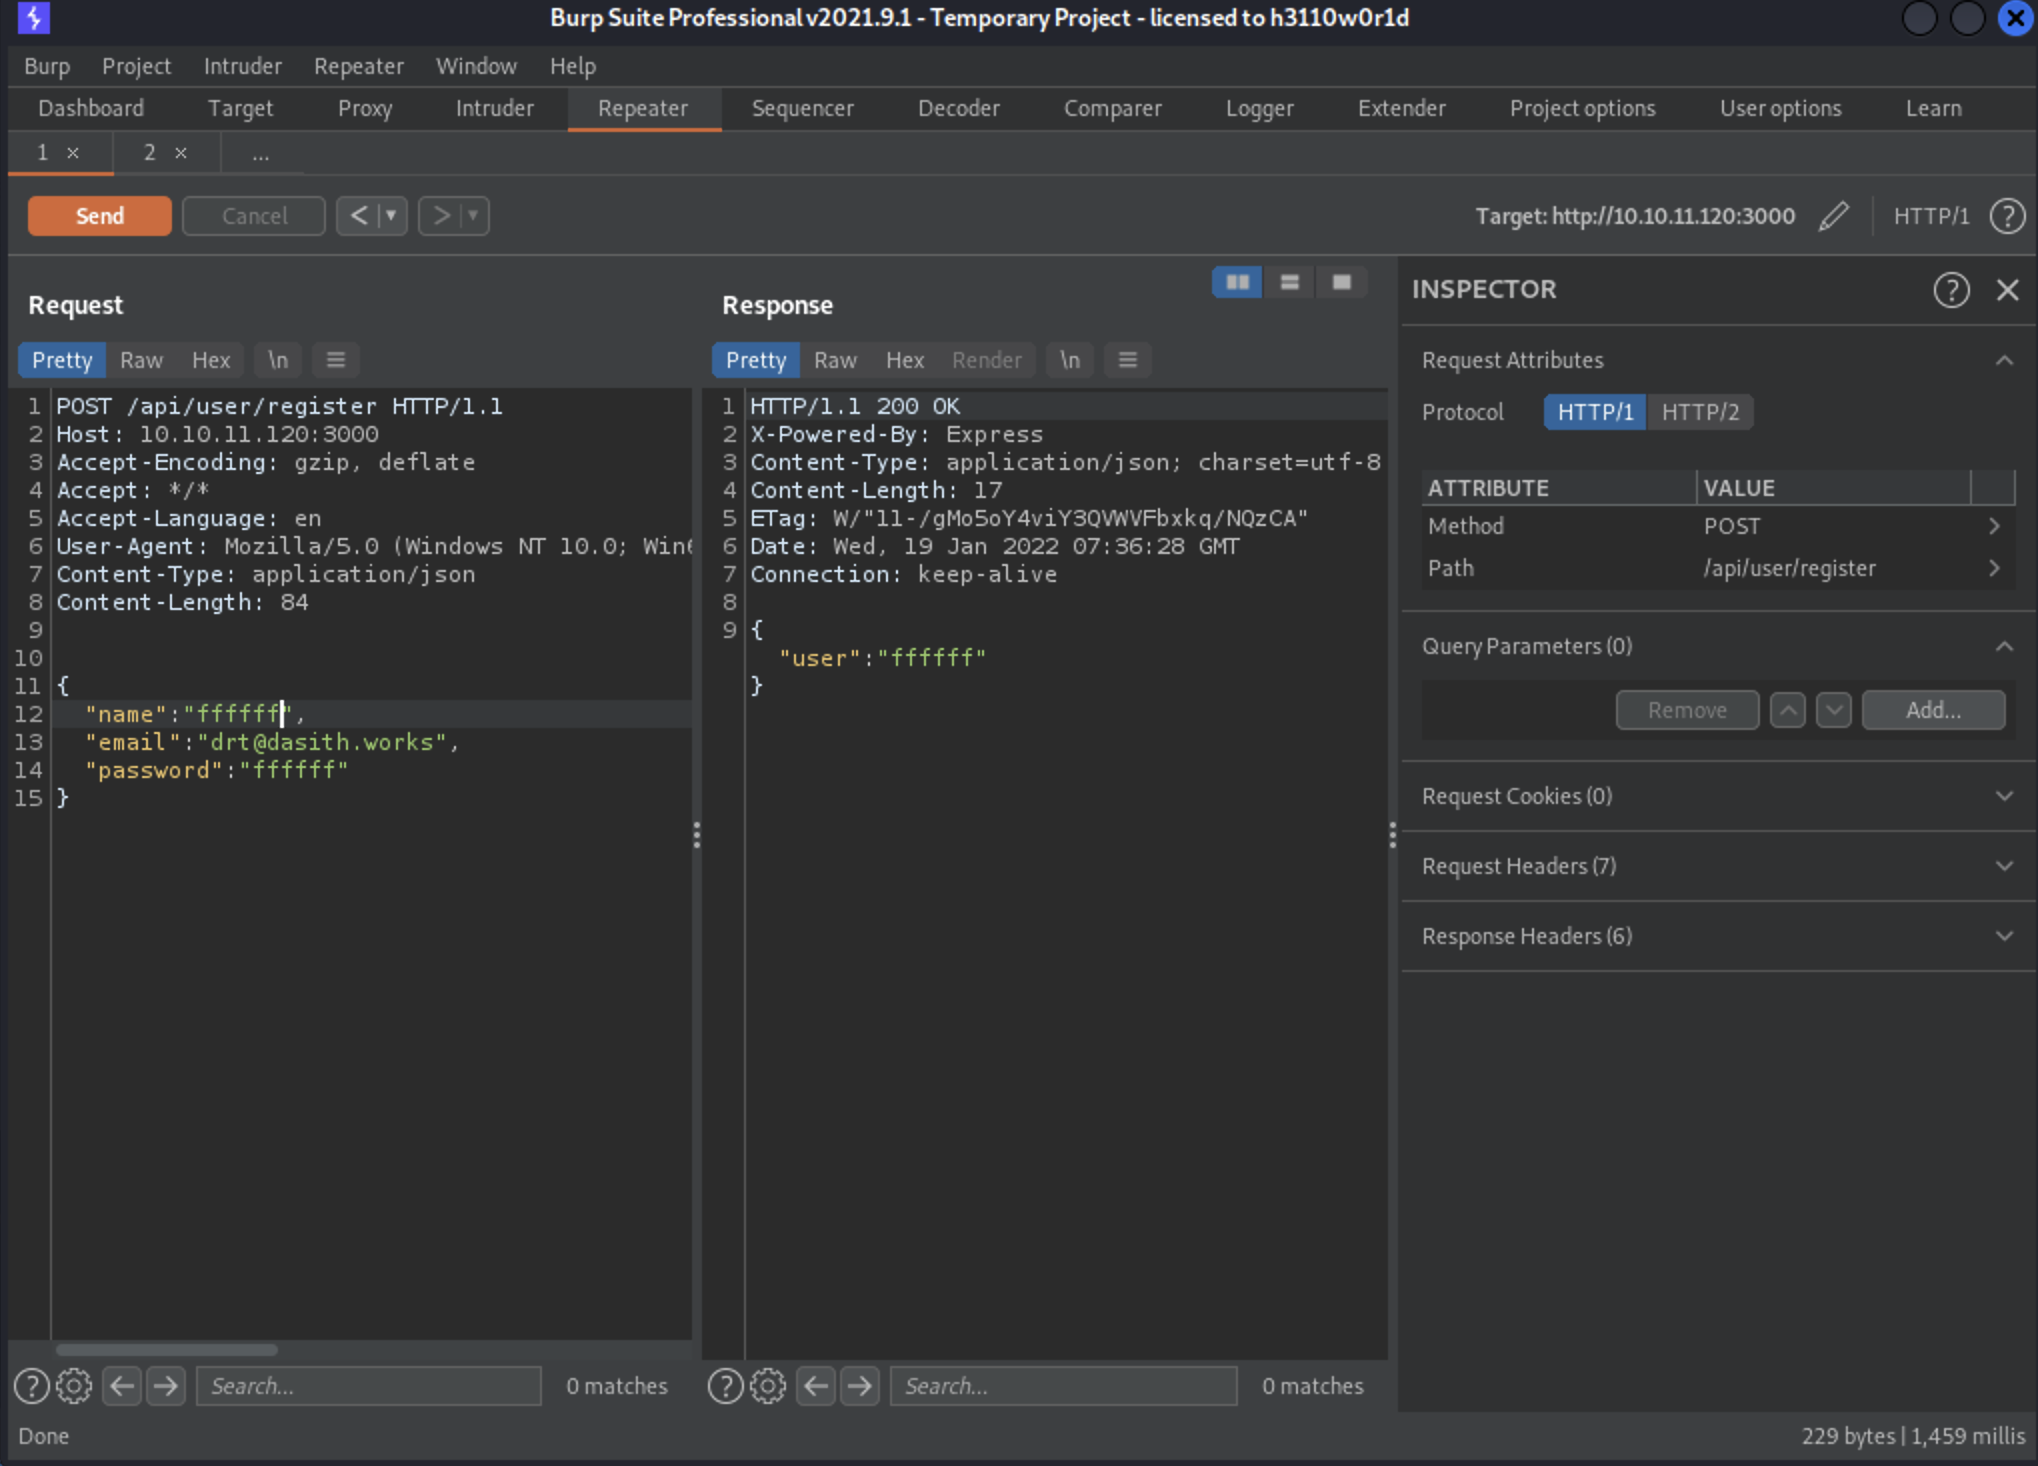 Burp Suite Professional v2021.9.1 - Temporary Project - licensed to h3110w0r1d
Burp Project Intruder Repeater Window Help
Dashboard Target Proxy Intruder Repeater Sequencer Decoder Comparer Logger Extender Project options User options Learn
1 × 2 × ...
Send Cancel < > Target: http://10.10.11.120:3000 HTTP/1 ?
Request
Pretty Raw Hex \n
1 POST /api/user/register HTTP/1.1
2 Host: 10.10.11.120:3000
3 Accept-Encoding: gzip, deflate
4 Accept: */*
5 Accept-Language: en
6 User-Agent: Mozilla/5.0 (Windows NT 10.0; Win6
7 Content-Type: application/json
8 Content-Length: 84
9
10
11 {
12 "name":"ffffff",
13 "email":"drt@dasith.works",
14 "password":"ffffff"
15 }
? Search... 0 matches
Response
Pretty Raw Hex Render \n
1 HTTP/1.1 200 OK
2 X-Powered-By: Express
3 Content-Type: application/json; charset=utf-8
4 Content-Length: 17
5 ETag: W/"11-/gMo5oY4viY3QVWVFbxkq/NQzCA"
6 Date: Wed, 19 Jan 2022 07:36:28 GMT
7 Connection: keep-alive
8
9 {
"user":"ffffff"
}
? Search... 0 matches
INSPECTOR ?
Request Attributes
Protocol HTTP/1 HTTP/2
ATTRIBUTE VALUE
Method POST >
Path /api/user/register >
Query Parameters (0)
Remove Add...
Request Cookies (0)
Request Headers (7)
Response Headers (6)
Done 229 bytes | 1,459 millis